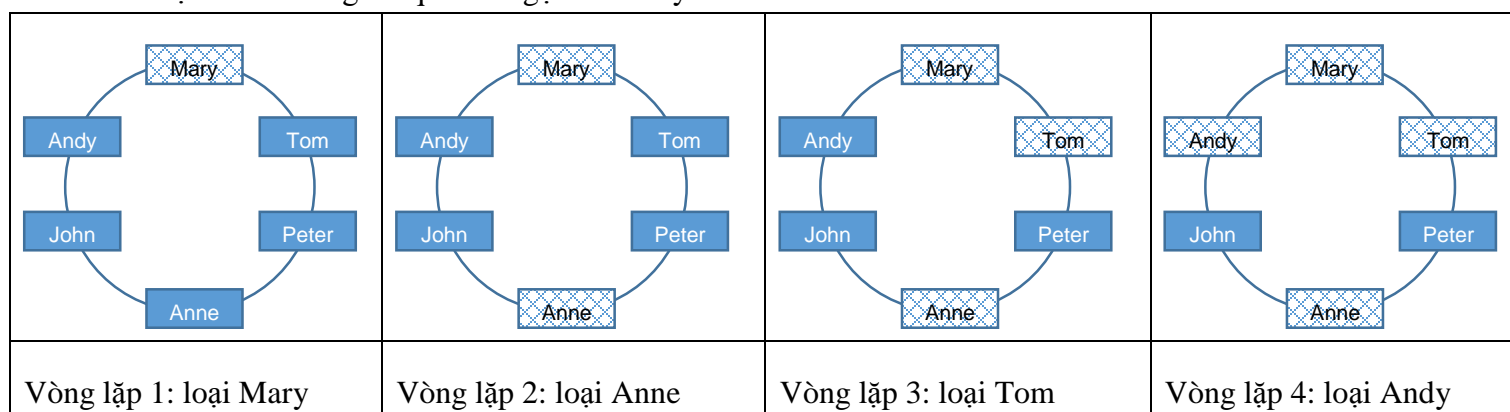 Mary
Andy Tom
John Peter
Anne
Mary
Andy Tom
John Peter
Anne
Mary
Andy Tom
John Peter
Anne
Mary
Andy Tom
John Peter
Anne
Vòng lặp 1: loại Mary
Vòng lặp 2: loại Anne
Vòng lặp 3: loại Tom
Vòng lặp 4: loại Andy